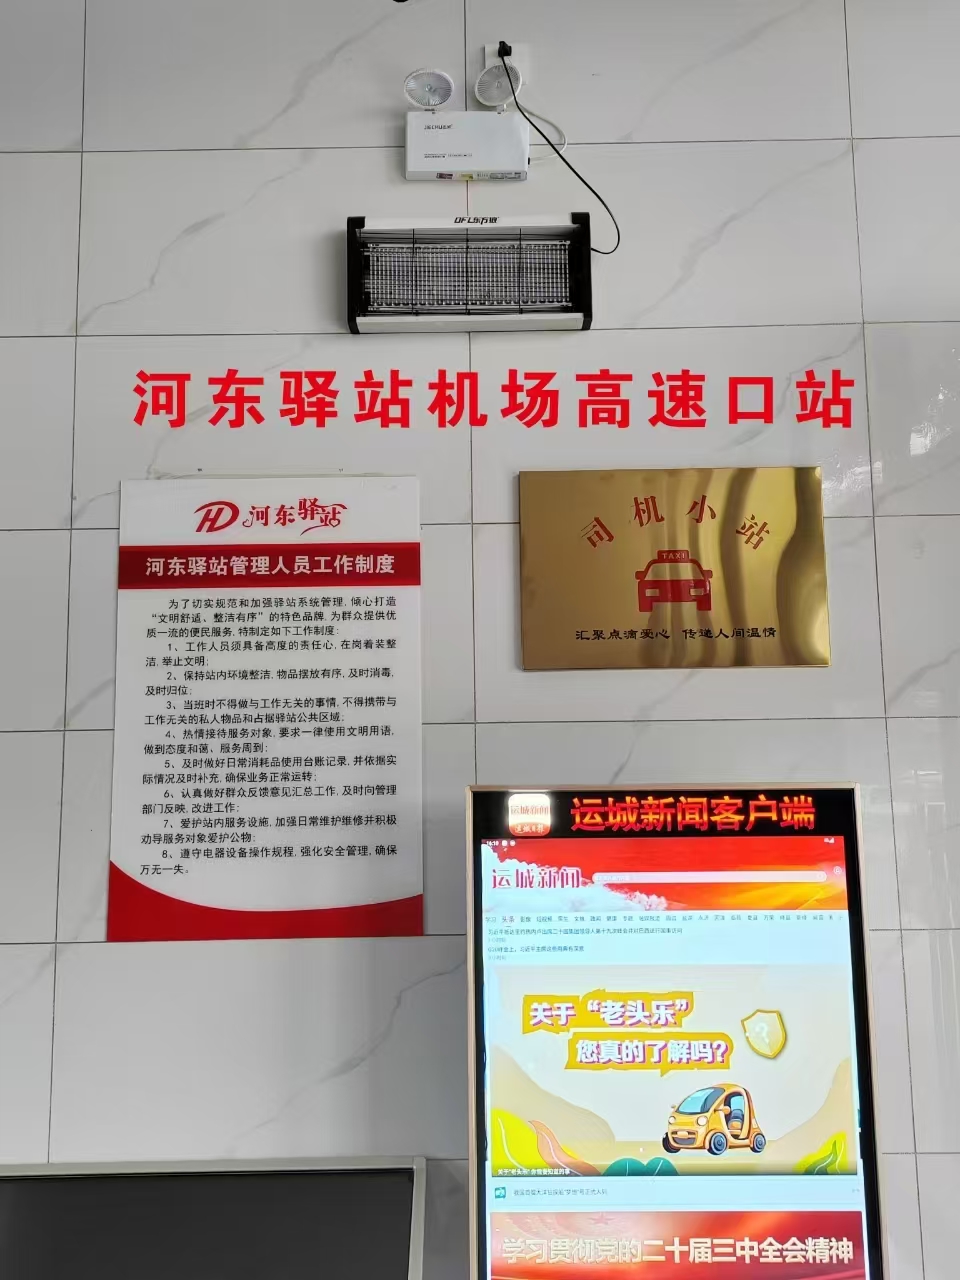 东方狼
河东驿站机场高速口站
河东驿站
河东驿站管理人员工作制度
为了切实规范和加强驿站系统管理,倾心打造
“文明舒适、整洁有序”的特色品牌,为群众提供优
质一流的便民服务,特制定如下工作制度:
1、工作人员须具备高度的责任心,在岗着装整
洁,举止文明;
2、保持站内环境整洁,物品摆放有序,及时消毒,
及时归位;
3、当班时不得做与工作无关的事情,不得携带与
工作无关的私人物品和占据驿站公共区域;
4、热情接待服务对象,要求一律使用文明用语,
做到态度和蔼、服务周到;
5、及时做好日常消耗品使用台账记录,并依据实
际情况及时补充,确保业务正常运转;
6、认真做好群众反馈意见汇总工作,及时向管理
部门反映,改进工作;
7、爱护站内服务设施,加强日常维护维修并积极
劝导服务对象爱护公物;
8、遵守电器设备操作规程,强化安全管理,确保
万无一失。
司机小站
TAXI
汇聚点滴爱心 传递人间温情
运城新闻
运城新闻客户端
运城新闻
关于“老头乐”
您真的了解吗?
关于“老头乐”你需要知道的事
学习贯彻党的二十届三中全会精神